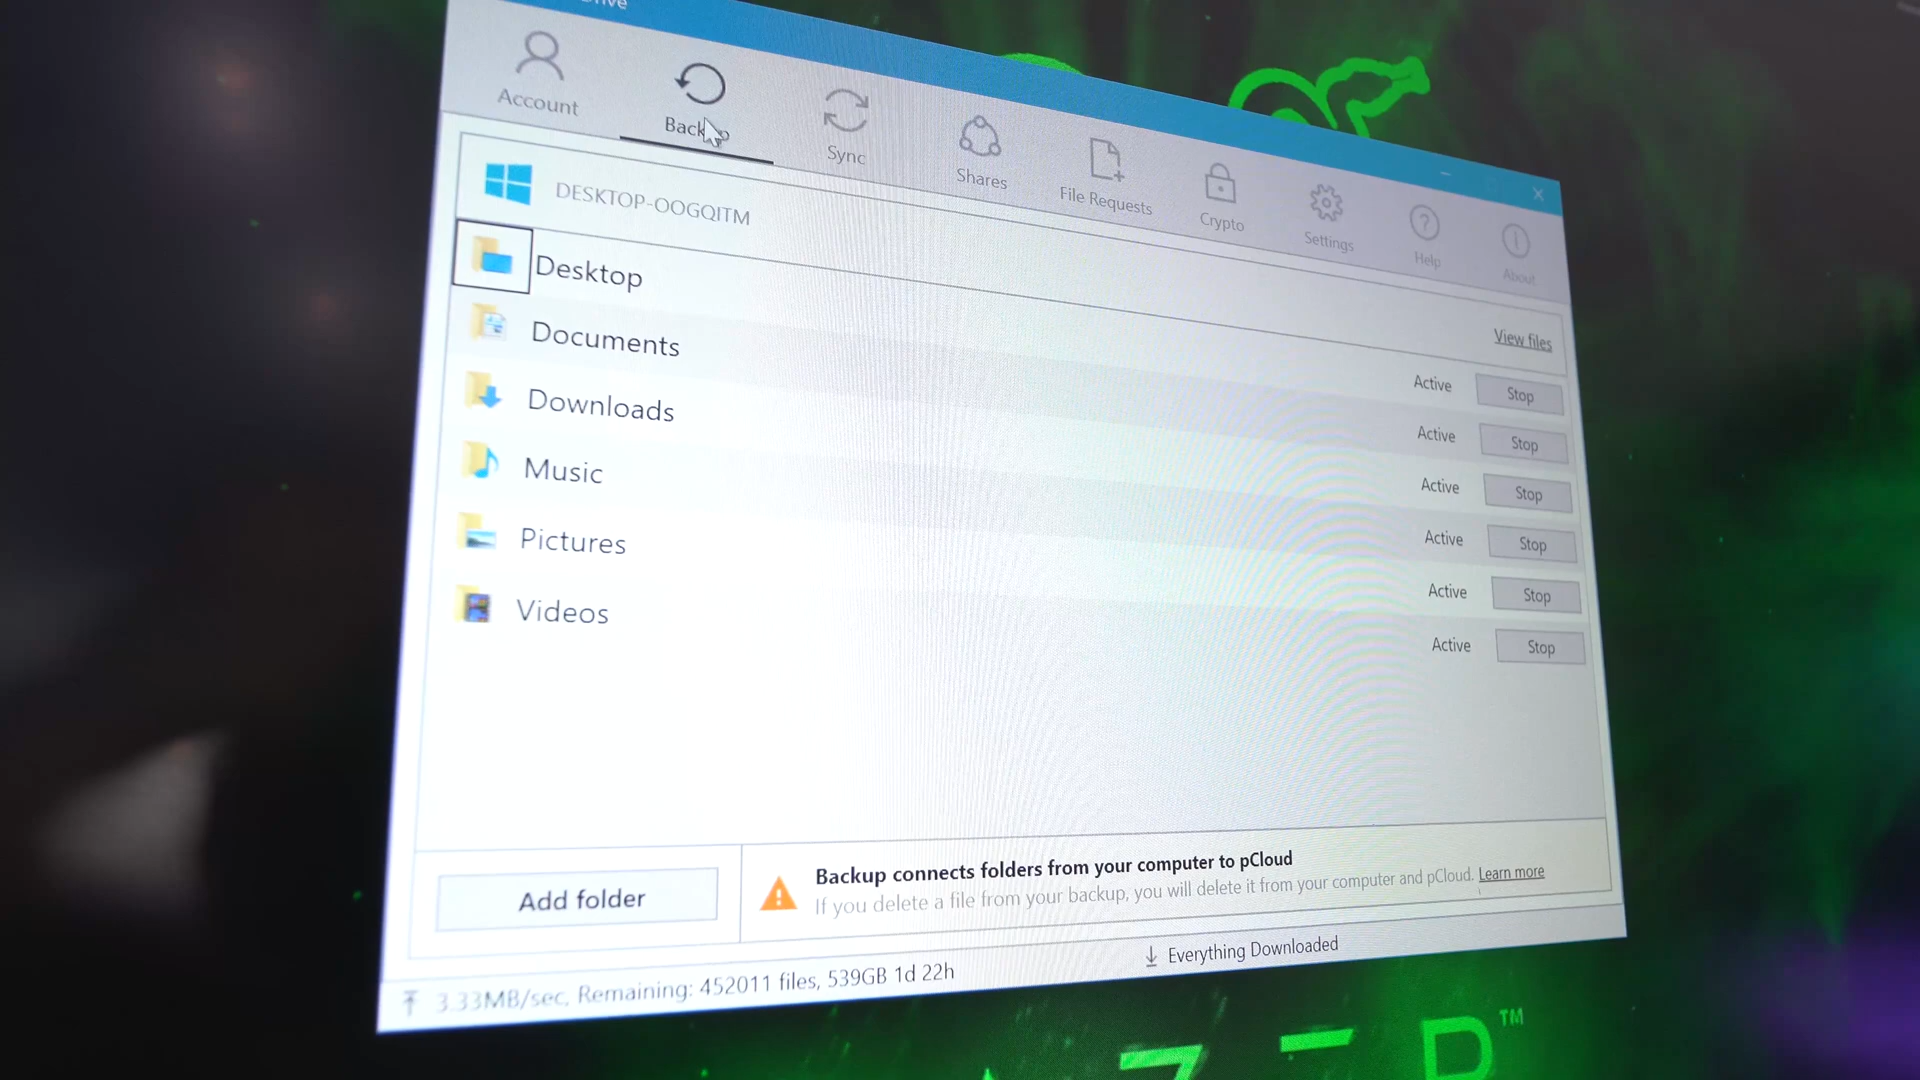 Account
Backup
Sync
Shares
File Requests
Crypto
Settings
Help
About
DESKTOP-OOGQITM
View files
Desktop
Active
Stop
Documents
Active
Stop
Downloads
Active
Stop
Music
Active
Stop
Pictures
Active
Stop
Videos
Active
Stop
Add folder
Backup connects folders from your computer to pCloud
If you delete a file from your backup, you will delete it from your computer and pCloud. Learn more
3.33MB/sec, Remaining: 452011 files, 539GB 1d 22h
Everything Downloaded